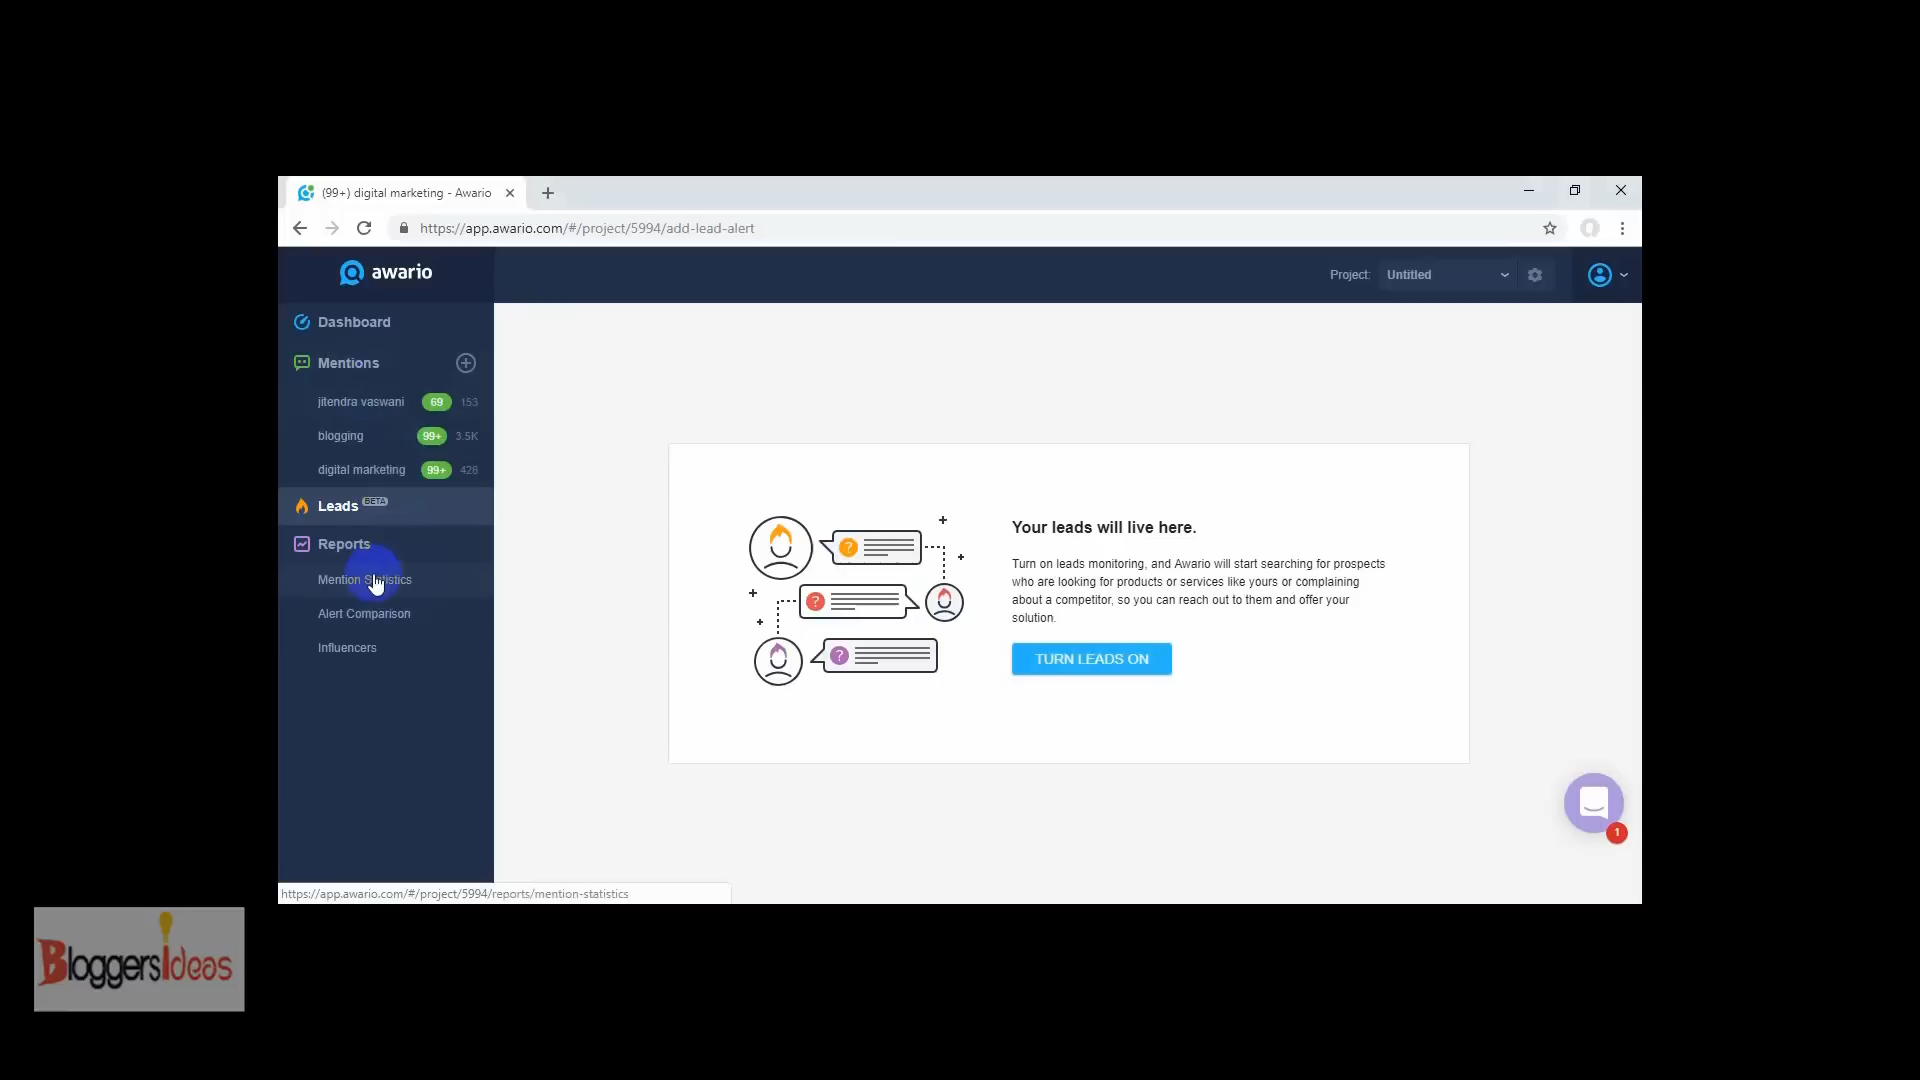 (99+) digital marketing - Awario
https://app.awario.com/#/project/5994/add-lead-alert
awario
Project: Untitled
Dashboard
Mentions
jitendra vaswani 69 153
blogging 99+ 3.5K
digital marketing 99+ 428
Leads BETA
Reports
Mention Statistics
Alert Comparison
Influencers
Your leads will live here.
Turn on leads monitoring, and Awario will start searching for prospects
who are looking for products or services like yours or complaining
about a competitor, so you can reach out to them and offer your
solution.
TURN LEADS ON
?
?
?
1
https://app.awario.com/#/project/5994/reports/mention-statistics
BloggersIdeas